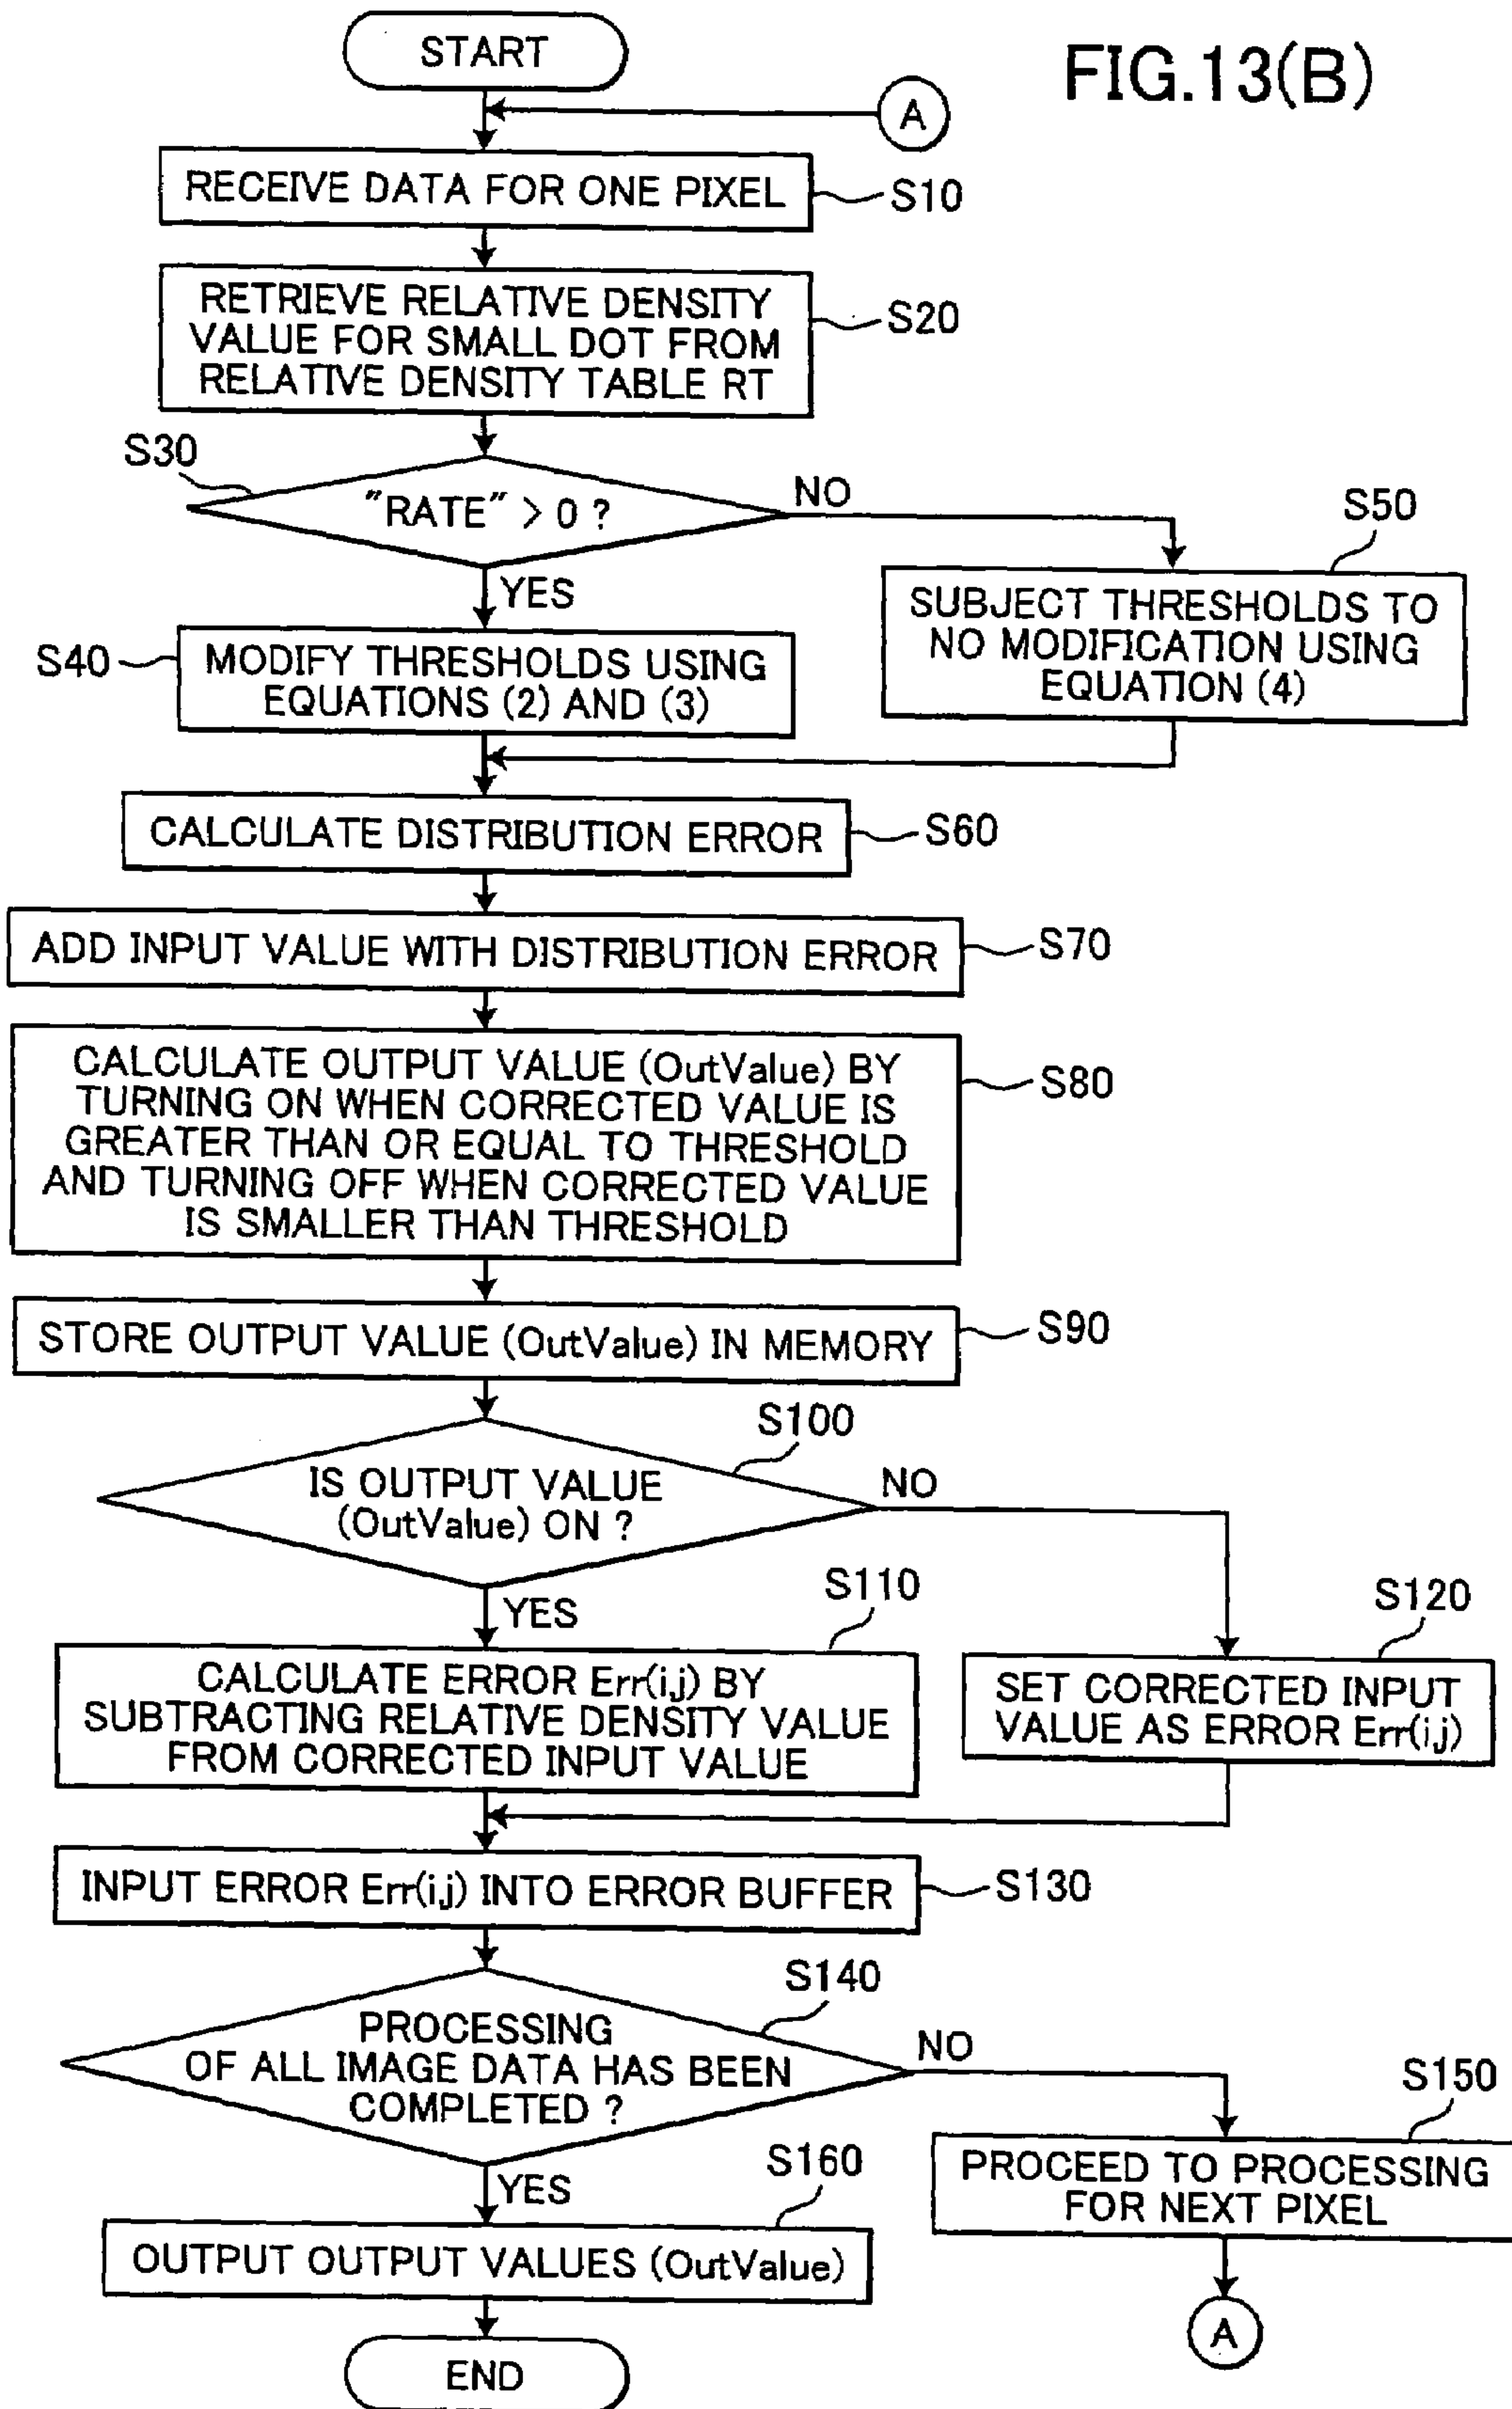 START
FIG.13(B)
A
RECEIVE DATA FOR ONE PIXEL
S10
RETRIEVE RELATIVE DENSITY
VALUE FOR SMALL DOT FROM
RELATIVE DENSITY TABLE RT
S20
S30
"RATE" > 0 ?
NO
YES
S50
SUBJECT THRESHOLDS TO
NO MODIFICATION USING
EQUATION (4)
S40
MODIFY THRESHOLDS USING
EQUATIONS (2) AND (3)
CALCULATE DISTRIBUTION ERROR
S60
ADD INPUT VALUE WITH DISTRIBUTION ERROR
S70
CALCULATE OUTPUT VALUE (OutValue) BY
TURNING ON WHEN CORRECTED VALUE IS
GREATER THAN OR EQUAL TO THRESHOLD
AND TURNING OFF WHEN CORRECTED VALUE
IS SMALLER THAN THRESHOLD
S80
STORE OUTPUT VALUE (OutValue) IN MEMORY
S90
S100
IS OUTPUT VALUE
(OutValue) ON ?
NO
YES
S110
CALCULATE ERROR Err(i,j) BY
SUBTRACTING RELATIVE DENSITY VALUE
FROM CORRECTED INPUT VALUE
S120
SET CORRECTED INPUT
VALUE AS ERROR Err(i,j)
INPUT ERROR Err(i,j) INTO ERROR BUFFER
S130
S140
PROCESSING
OF ALL IMAGE DATA HAS BEEN
COMPLETED ?
NO
YES
S150
PROCEED TO PROCESSING
FOR NEXT PIXEL
S160
OUTPUT OUTPUT VALUES (OutValue)
A
END